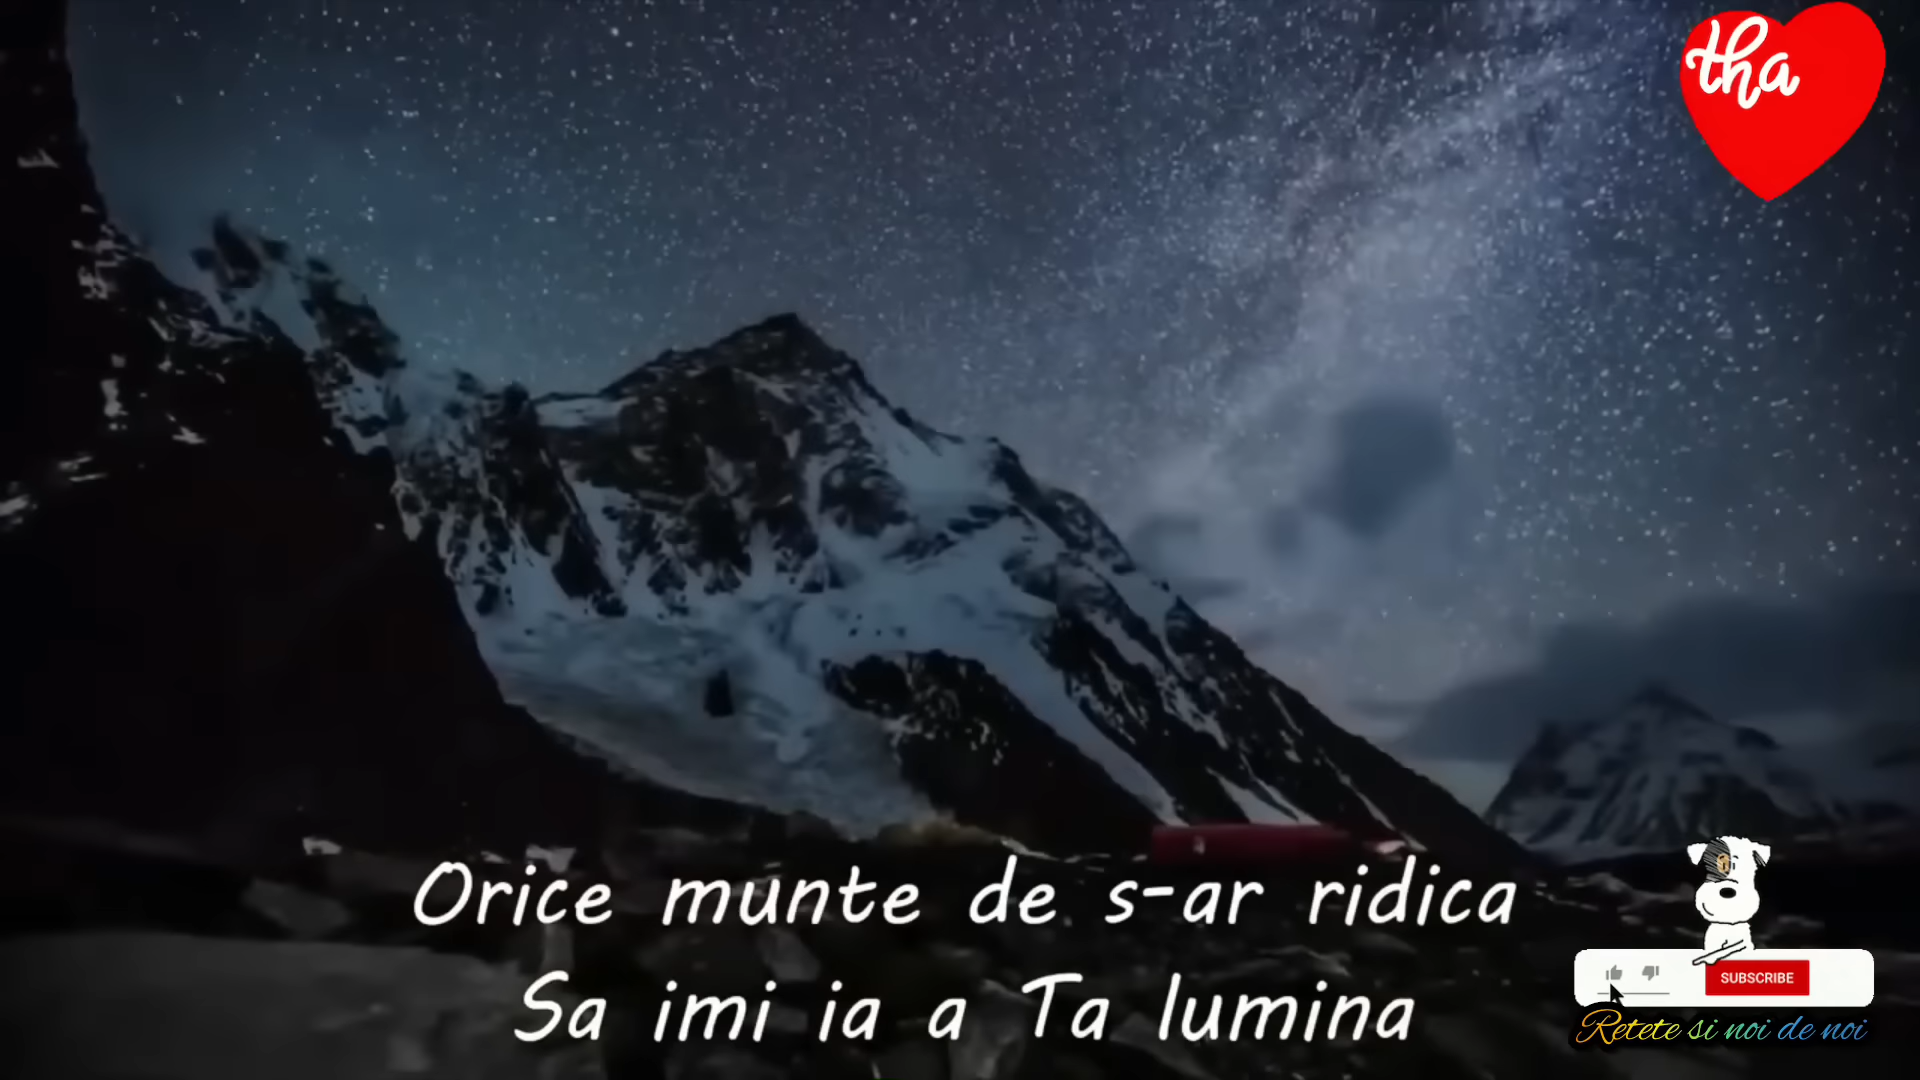 tha
Orice munte de s-ar ridica
Sa imi ia a Ta lumina
SUBSCRIBE
Retete si noi de noi